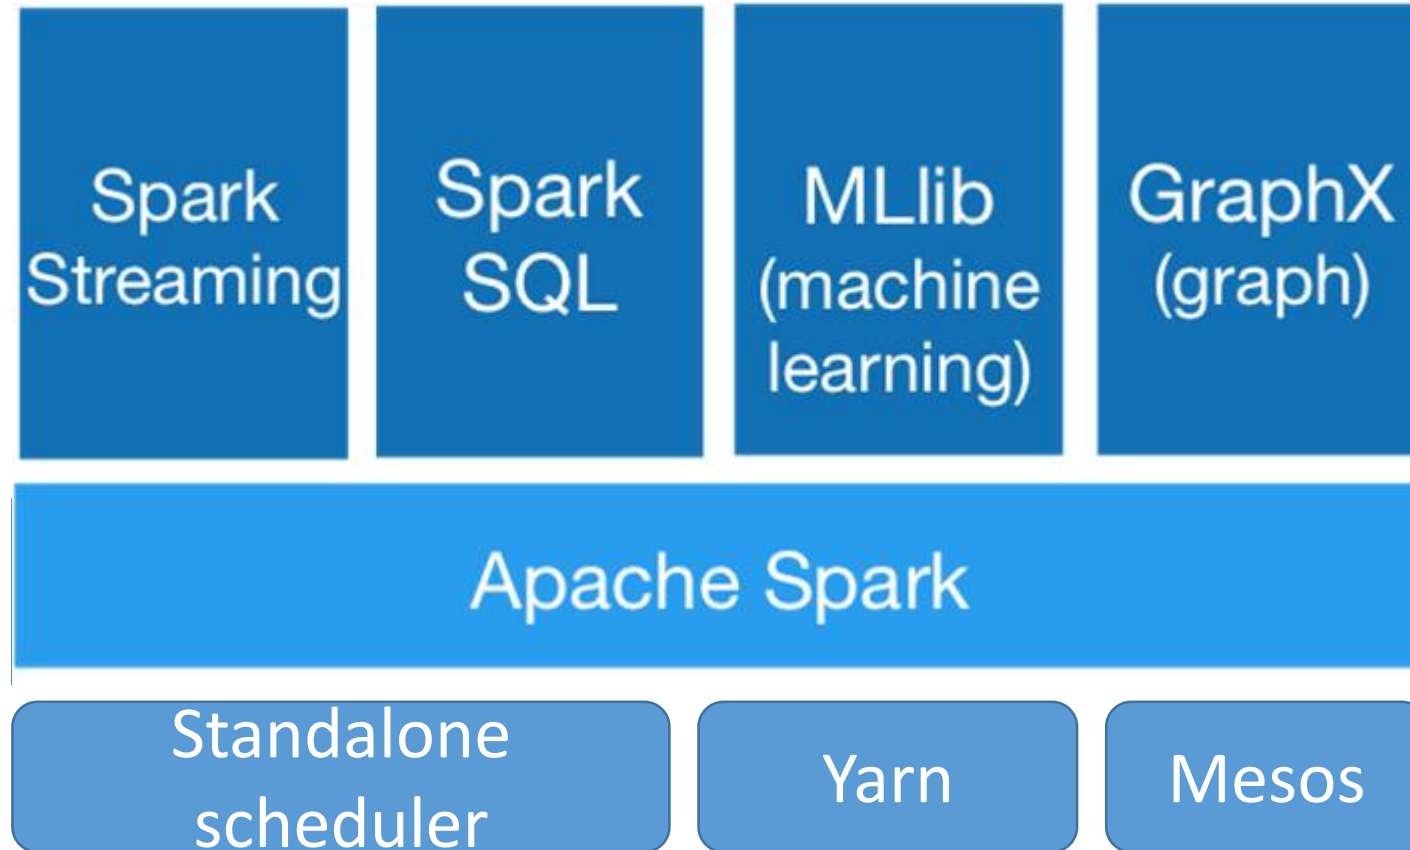 Spark
Streaming
Spark
SQL
MLlib
(machine
learning)
GraphX
(graph)
Apache Spark
Standalone
scheduler
Yarn
Mesos